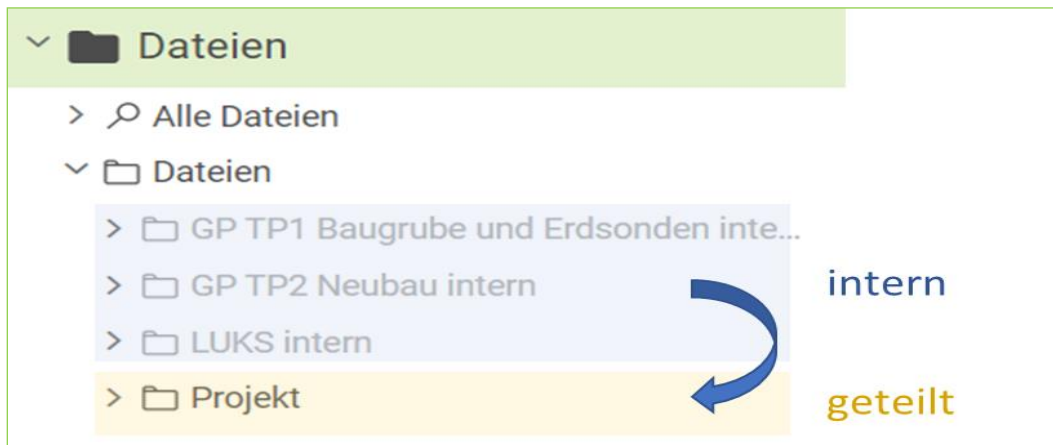 Dateien
Alle Dateien
Dateien
GP TP1 Baugrube und Erdsonden inte...
GP TP2 Neubau intern
intern
LUKS intern
Projekt
geteilt